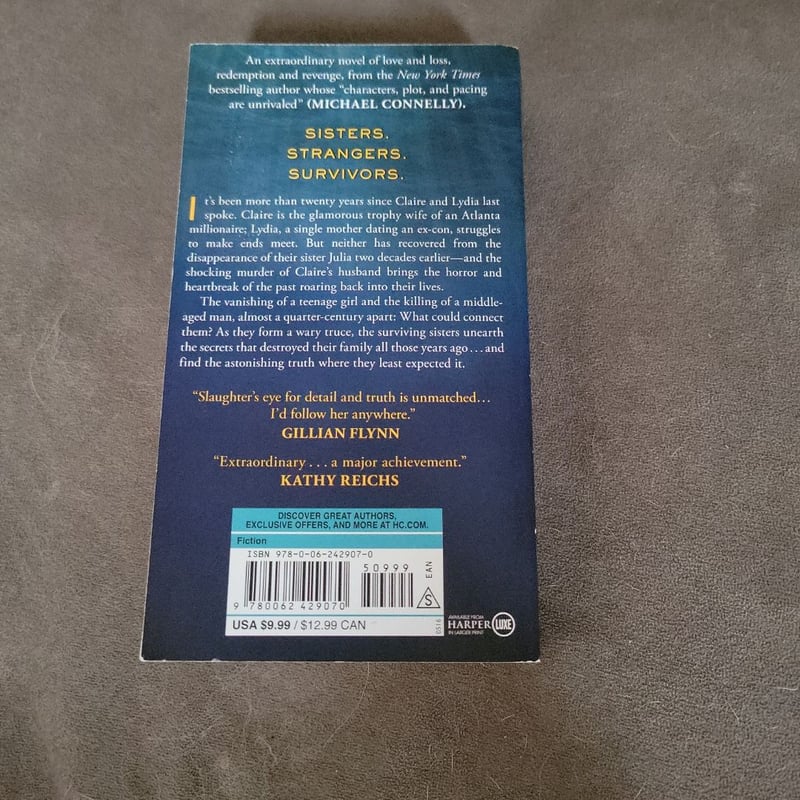 An extraordinary novel of love and loss,
redemption and revenge, from the New York Times
bestselling author whose "characters, plot, and pacing
are unrivaled" (MICHAEL CONNELLY).
SISTERS.
STRANGERS.
SURVIVORS.
It's been more than twenty years since Claire and Lydia last
spoke. Claire is the glamorous trophy wife of an Atlanta
millionaire; Lydia, a single mother dating an ex-con, struggles
to make ends meet. But neither has recovered from the
disappearance of their sister Julia two decades earlier—and the
shocking murder of Claire's husband brings the horror and
heartbreak of the past roaring back into their lives.
The vanishing of a teenage girl and the killing of a middle-
aged man, almost a quarter-century apart: What could connect
them? As they form a wary truce, the surviving sisters unearth
the secrets that destroyed their family all those years ago...and
find the astonishing truth where they least expected it.
"Slaughter's eye for detail and truth is unmatched...
I'd follow her anywhere."
GILLIAN FLYNN
"Extraordinary...a major achievement."
KATHY REICHS
DISCOVER GREAT AUTHORS,
EXCLUSIVE OFFERS, AND MORE AT HC.COM.
Fiction
ISBN 978-0-06-242907-0
50999
EAN
9 780062 429070
S
USA $9.99 / $12.99 CAN
0516
AVAILABLE FROM
HARPER LUXE
IN LARGER PRINT